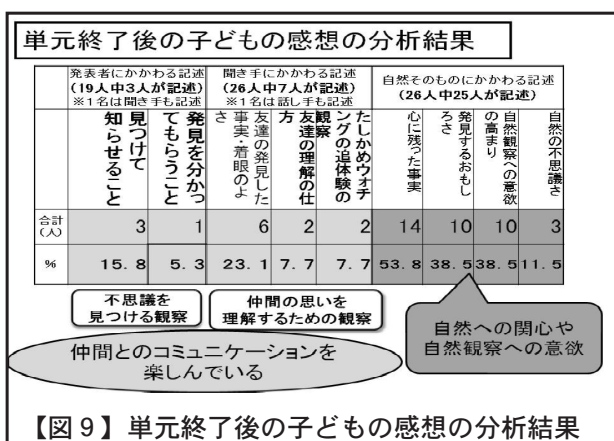 単元終了後の子どもの感想の分析結果
発表者にかかわる記述
(19人中3人が記述)
※1名は聞き手も記述
聞き手にかかわる記述
(26人中7人が記述)
※1名は話し手も記述
自然そのものにかかわる記述
(26人中25人が記述)
見つけて
知らせること
発見を分かっ
てもらうこと
友達の発見した
事実・着眼のよ
さ
友達の理解の仕
方
たしかめウオッチ
ングの追体験の
観察
心に残った事実
発見するおもし
ろさ
自然観察への意欲
の高まり
自然の不思議さ
合計
(人)
3 1 6 2 2 14 10 10 3
% 15.8 5.3 23.1 7.7 7.7 53.8 38.5 38.5 11.5
不思議を
見つける観察
仲間の思いを
理解するための観察
仲間とのコミュニケーションを
楽しんでいる
自然への関心や
自然観察への意欲
【図9】単元終了後の子どもの感想の分析結果